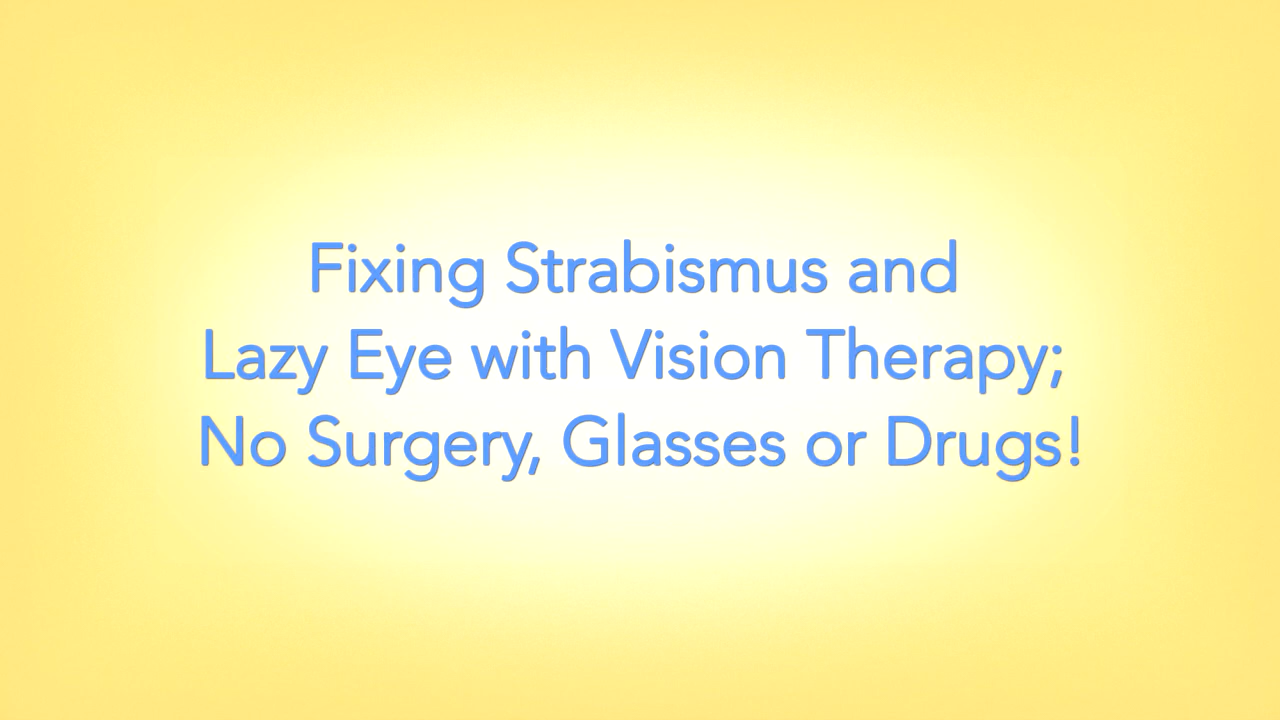 Fixing Strabismus and
Lazy Eye with Vision Therapy;
No Surgery, Glasses or Drugs!